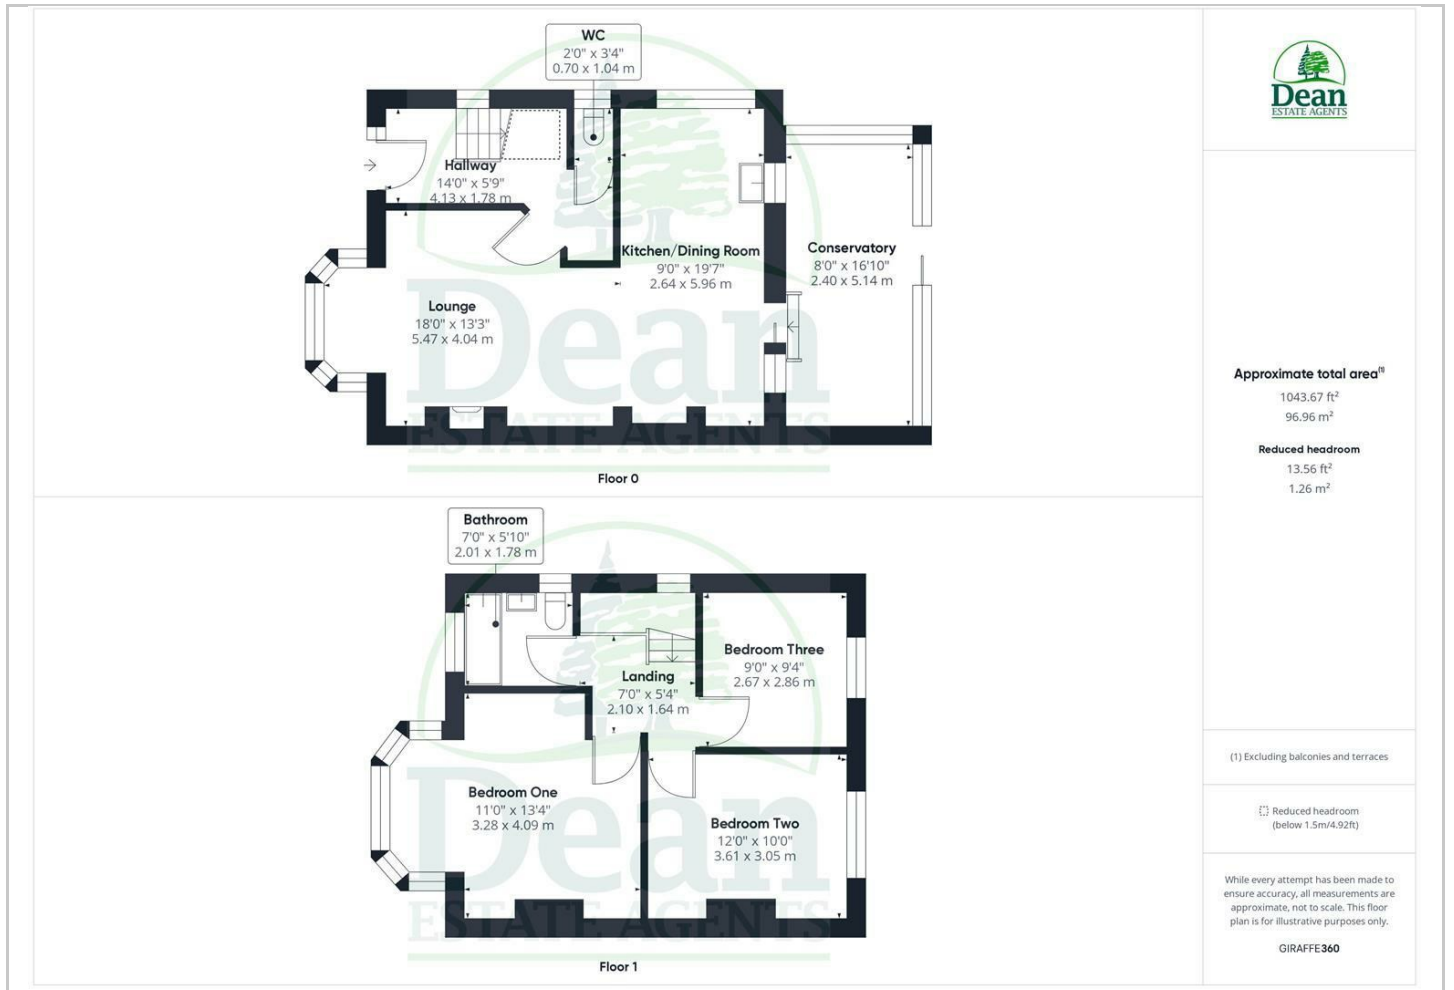 WC
2'0" x 3'4"
0.70 x 1.04 m
Hallway
14'0" x 5'9"
4.13 x 1.78 m
Kitchen/Dining Room
9'0" x 19'7"
2.64 x 5.96 m
Conservatory
8'0" x 16'10"
2.40 x 5.14 m
Lounge
18'0" x 13'3"
5.47 x 4.04 m
Dean
ESTATE AGENTS
Floor 0
Bathroom
7'0" x 5'10"
2.01 x 1.78 m
Bedroom Three
9'0" x 9'4"
2.67 x 2.86 m
Landing
7'0" x 5'4"
2.10 x 1.64 m
Bedroom One
11'0" x 13'4"
3.28 x 4.09 m
Bedroom Two
12'0" x 10'0"
3.61 x 3.05 m
Dean
ESTATE AGENTS
Floor 1
Dean
ESTATE AGENTS
Approximate total area(1)
1043.67 ft²
96.96 m²
Reduced headroom
13.56 ft²
1.26 m²
(1) Excluding balconies and terraces
Reduced headroom
(below 1.5m/4.92ft)
While every attempt has been made to
ensure accuracy, all measurements are
approximate, not to scale. This floor
plan is for illustrative purposes only.
GIRAFFE360